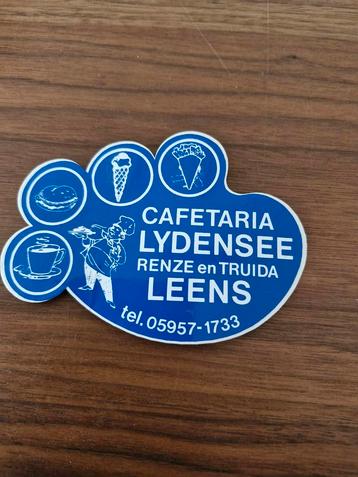 CAFETARIA
LYDENSEE
RENZE en TRUIDA
LEENS
tel. 05957-1733